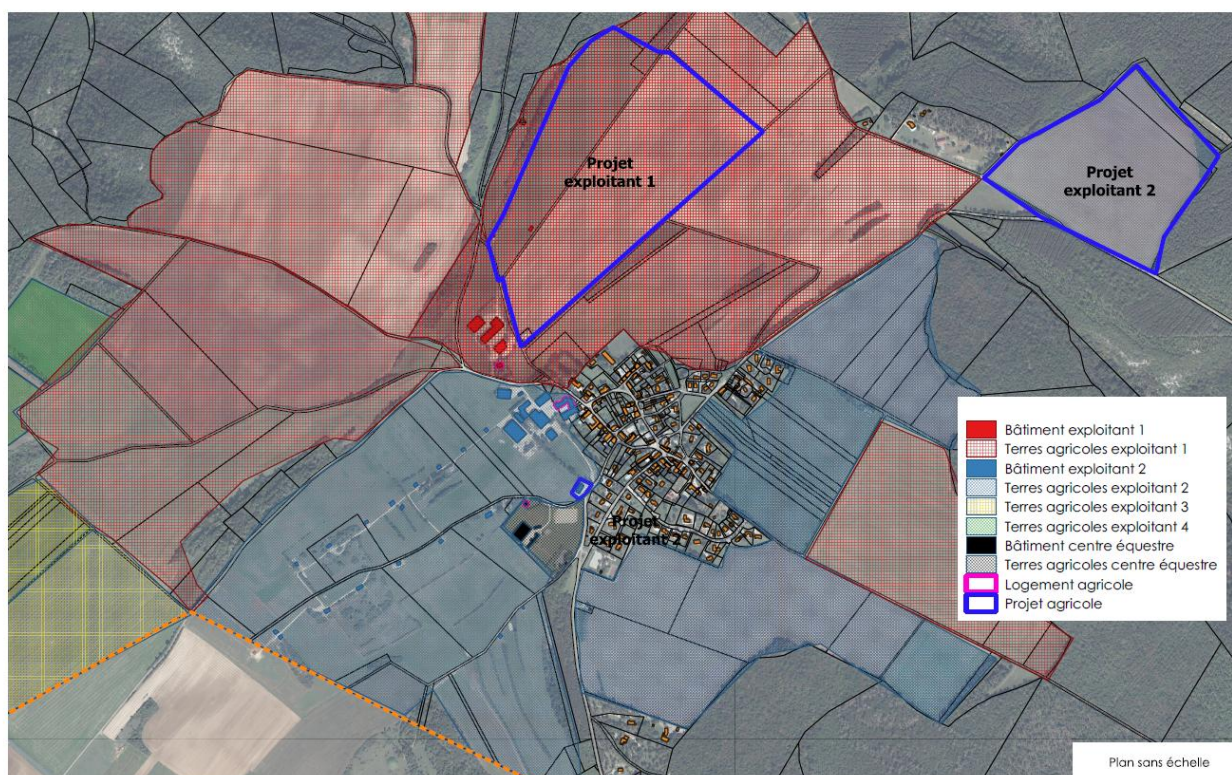 Projet
exploitant 1
Projet
exploitant 2
Projet
exploitant 2
Bâtiment exploitant 1
Terres agricoles exploitant 1
Bâtiment exploitant 2
Terres agricoles exploitant 2
Terres agricoles exploitant 3
Terres agricoles exploitant 4
Bâtiment centre équestre
Terres agricoles centre équestre
Logement agricole
Projet agricole
Plan sans échelle